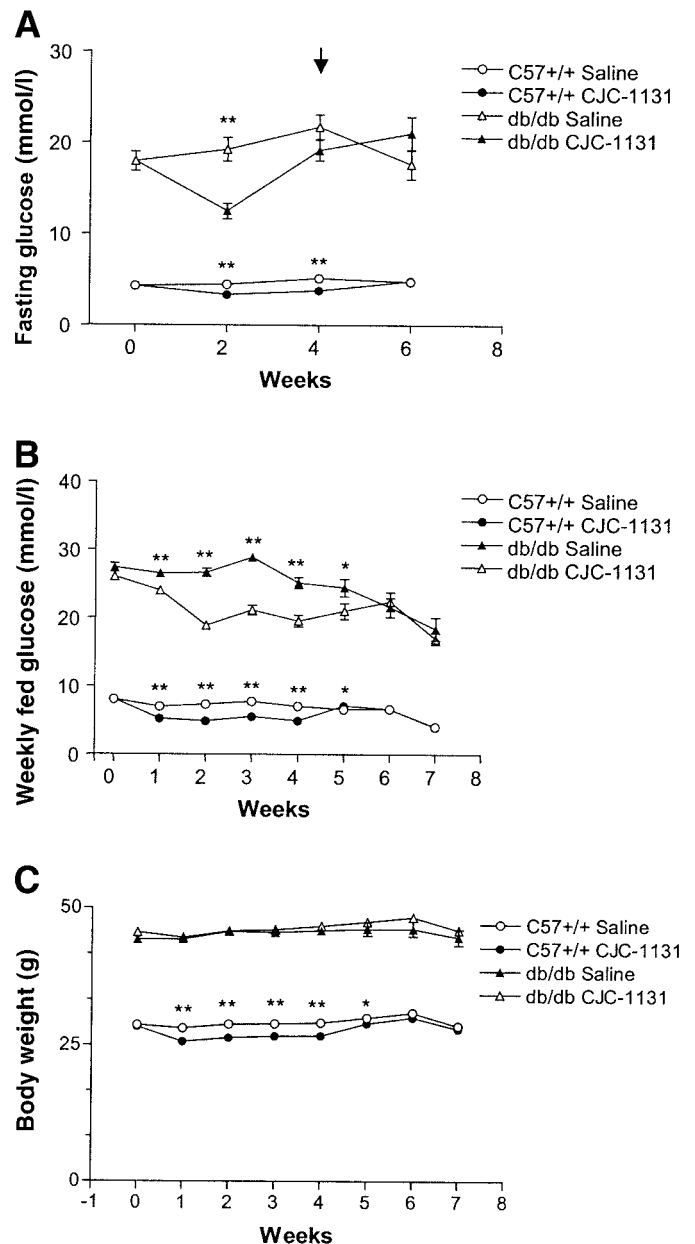 A
Fasting glucose (mmol/l)
30
20
10
0
**
**
**
0
2
4
6
8
Weeks
C57+/+ Saline
C57+/+ CJC-1131
db/db Saline
db/db CJC-1131
B
Weekly fed glucose (mmol/l)
40
30
20
10
0
**
**
**
**
*
**
**
**
**
*
0
1
2
3
4
5
6
7
8
Weeks
C57+/+ Saline
C57+/+ CJC-1131
db/db Saline
db/db CJC-1131
C
Body weight (g)
50
25
0
**
**
**
**
*
-1
0
1
2
3
4
5
6
7
8
Weeks
C57+/+ Saline
C57+/+ CJC-1131
db/db Saline
db/db CJC-1131